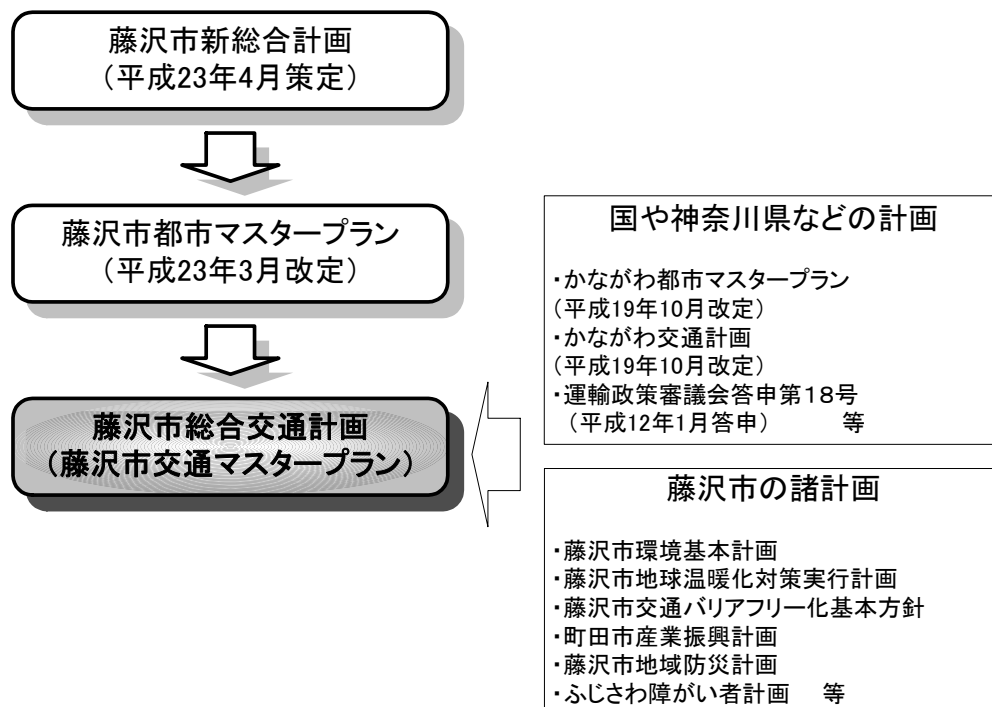 藤沢市新総合計画
（平成23年4月策定）
藤沢市都市マスタープラン
（平成23年3月改定）
藤沢市総合交通計画
（藤沢市交通マスタープラン）
国や神奈川県などの計画
・かながわ都市マスタープラン
（平成19年10月改定）
・かながわ交通計画
（平成19年10月改定）
・運輸政策審議会答申第１８号
（平成12年1月答申）　　　等
藤沢市の諸計画
・藤沢市環境基本計画
・藤沢市地球温暖化対策実行計画
・藤沢市交通バリアフリー化基本方針
・町田市産業振興計画
・藤沢市地域防災計画
・ふじさわ障がい者計画　等